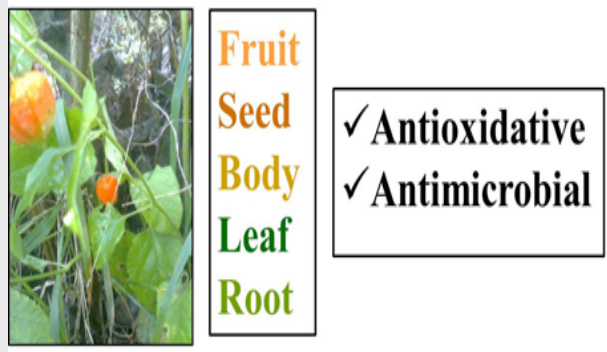 Fruit
Seed
Body
Leaf
Root
✓Antioxidative
✓Antimicrobial